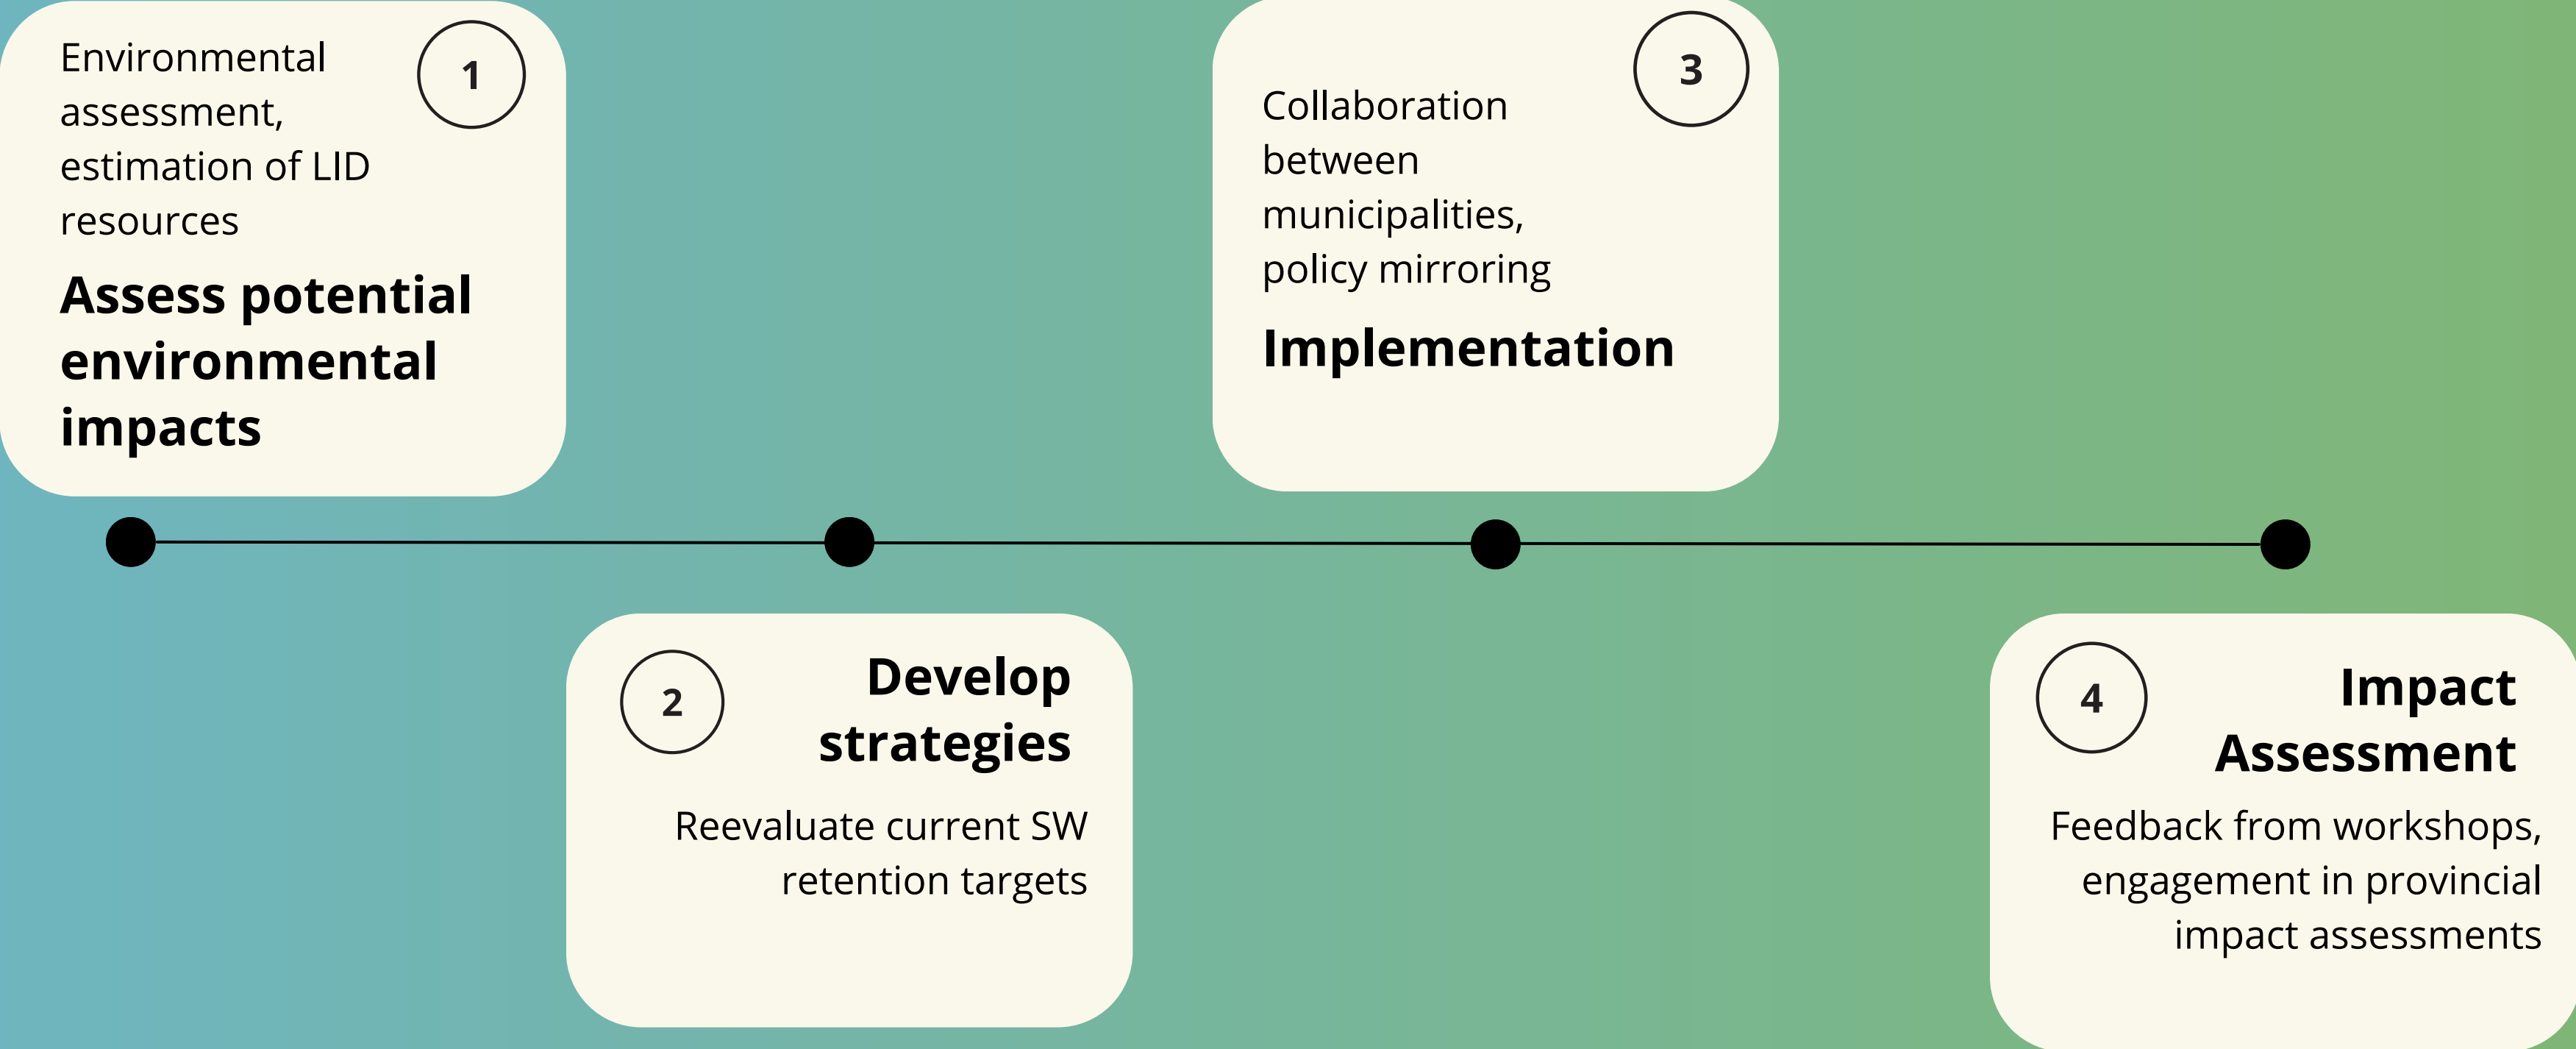 Environmental
assessment,
estimation of LID
resources
1
Assess potential
environmental
impacts
2
Develop
strategies
Reevaluate current SW
retention targets
3
Collaboration
between
municipalities,
policy mirroring
Implementation
4
Impact
Assessment
Feedback from workshops,
engagement in provincial
impact assessments